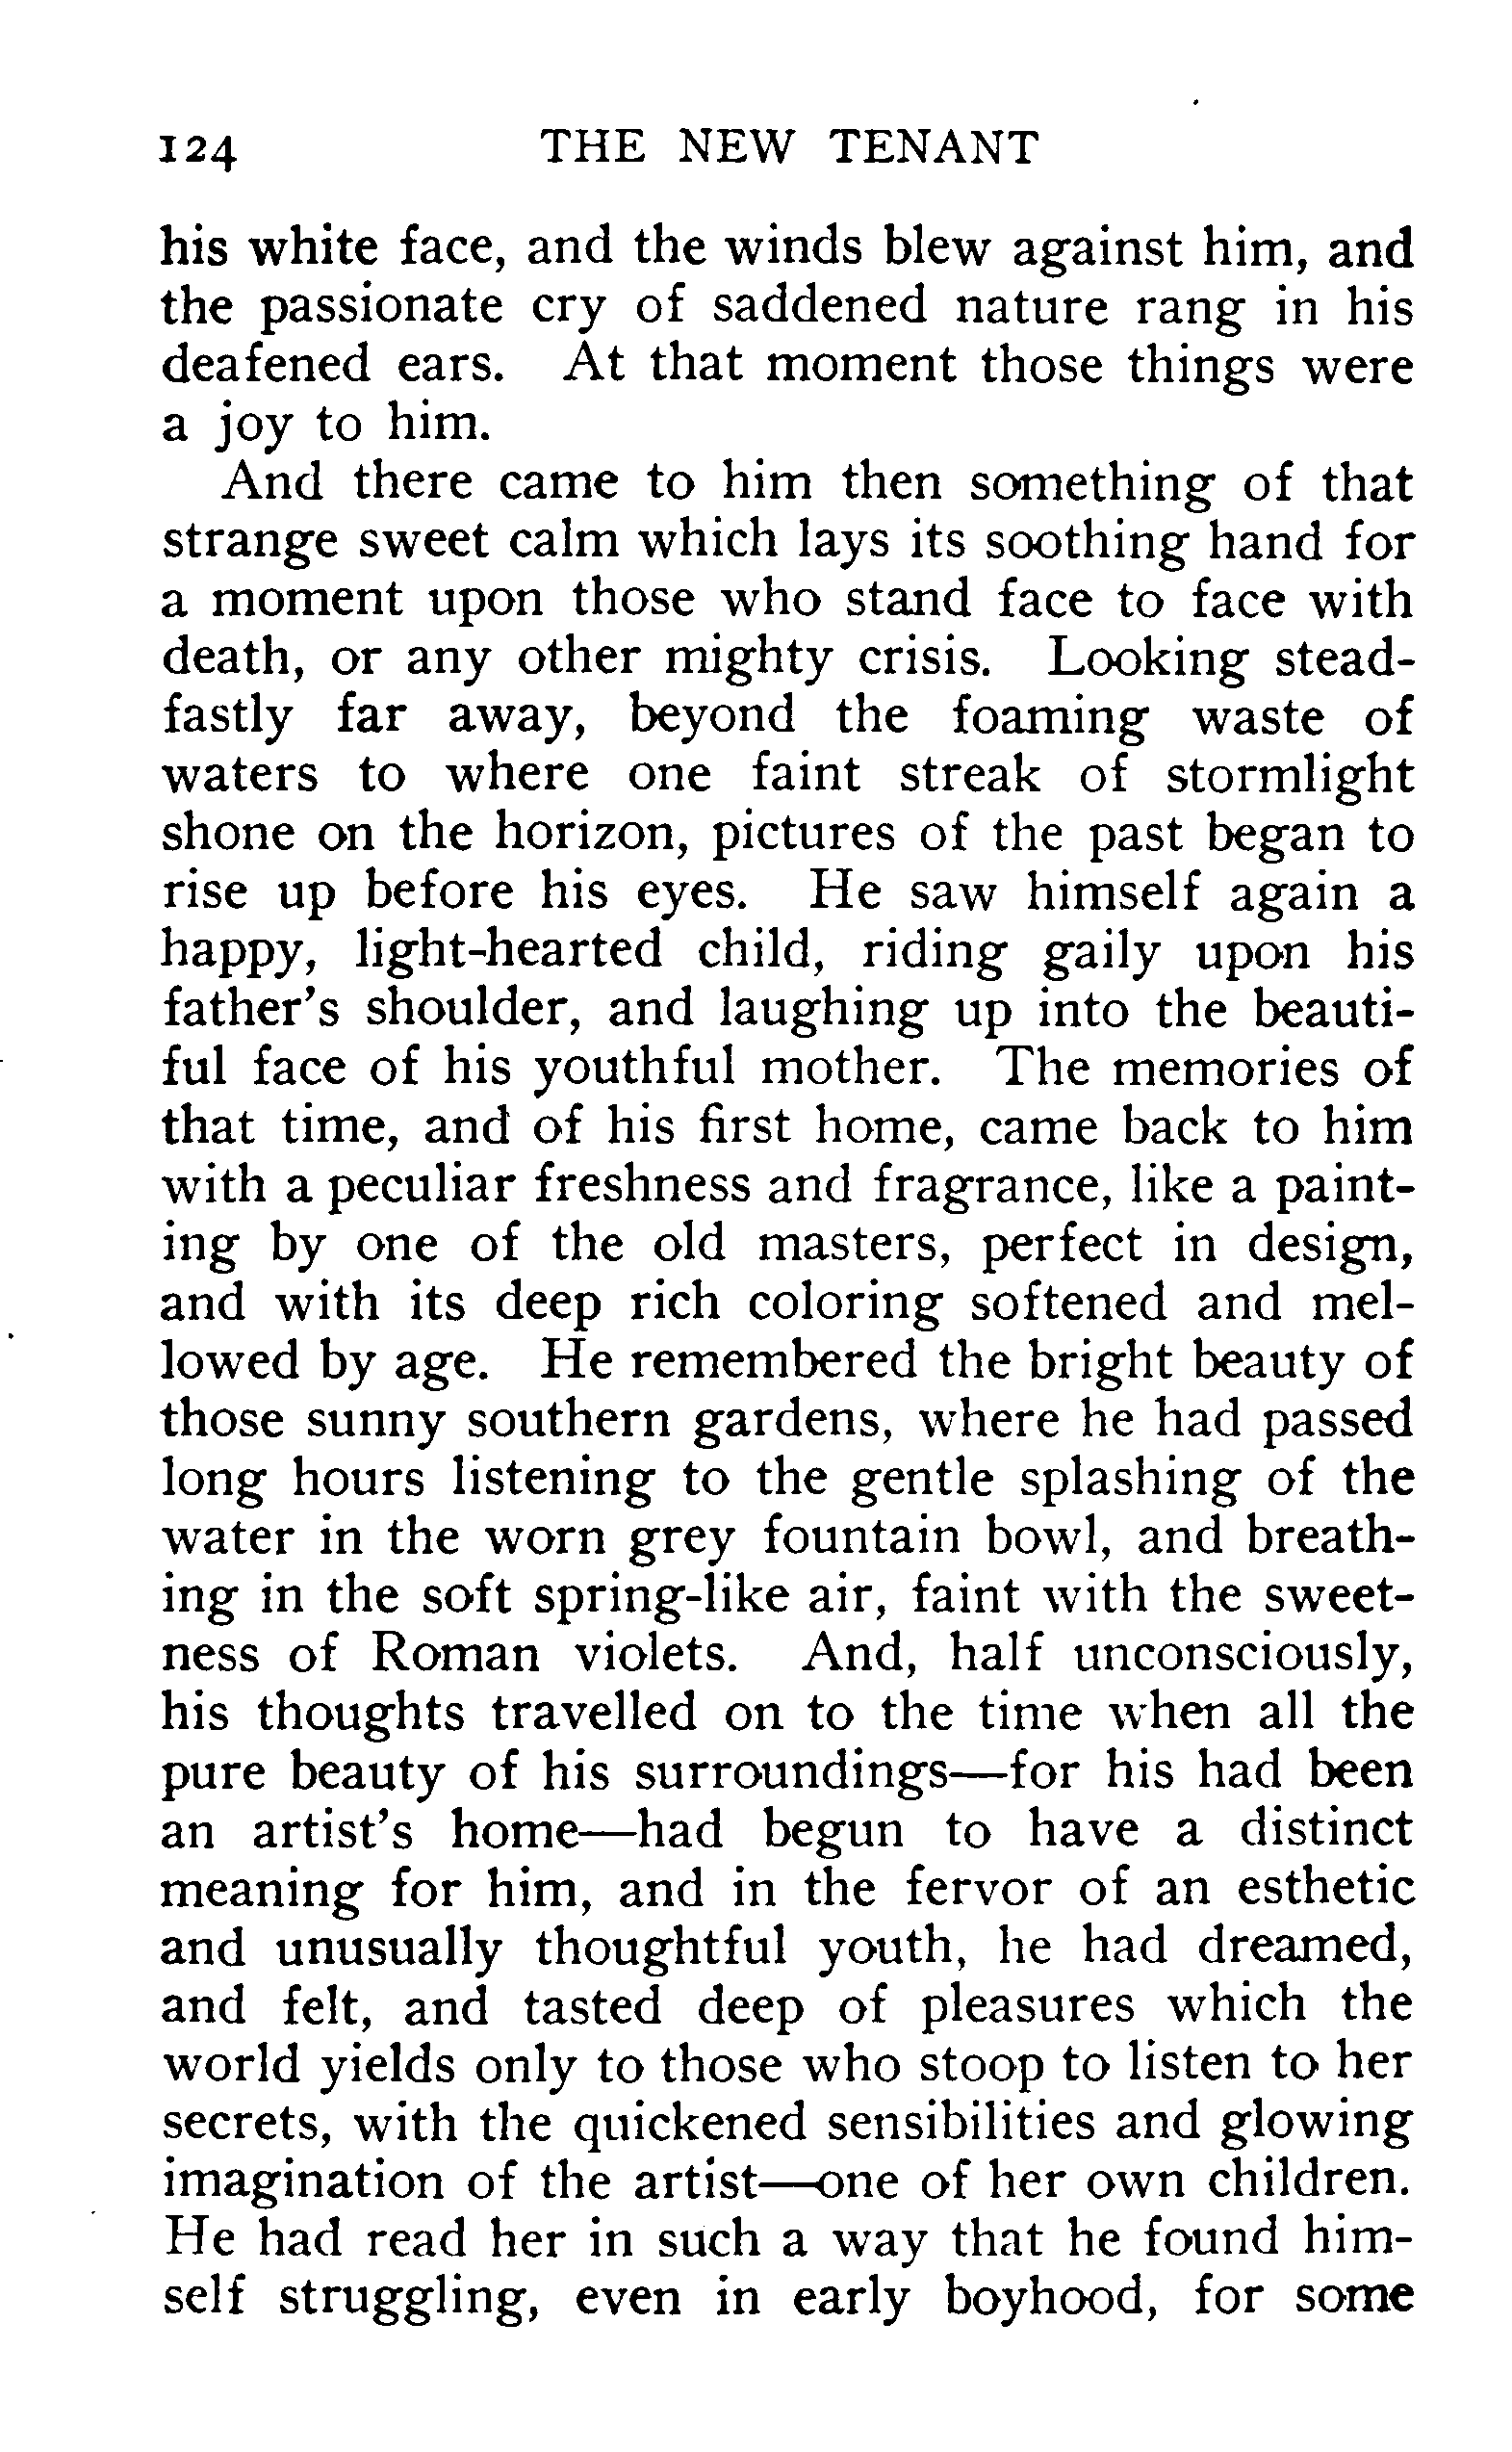 124 THE NEW TENANT
his white face, and the winds blew against him, and
the passionate cry of saddened nature rang in his
deafened ears. At that moment those things were
a joy to him.
And there came to him then something of that
strange sweet calm which lays its soothing hand for
a moment upon those who stand face to face with
death, or any other mighty crisis. Looking stead-
fastly far away, beyond the foaming waste of
waters to where one faint streak of stormlight
shone on the horizon, pictures of the past began to
rise up before his eyes. He saw himself again a
happy, light-hearted child, riding gaily upon his
father's shoulder, and laughing up into the beauti-
ful face of his youthful mother. The memories of
that time, and of his first home, came back to him
with a peculiar freshness and fragrance, like a paint-
ing by one of the old masters, perfect in design,
and with its deep rich coloring softened and mel-
lowed by age. He remembered the bright beauty of
those sunny southern gardens, where he had passed
long hours listening to the gentle splashing of the
water in the worn grey fountain bowl, and breath-
ing in the soft spring-like air, faint with the sweet-
ness of Roman violets. And, half unconsciously,
his thoughts travelled on to the time when all the
pure beauty of his surroundings—for his had been
an artist's home—had begun to have a distinct
meaning for him, and in the fervor of an esthetic
and unusually thoughtful youth, he had dreamed,
and felt, and tasted deep of pleasures which the
world yields only to those who stoop to listen to her
secrets, with the quickened sensibilities and glowing
imagination of the artist—one of her own children.
He had read her in such a way that he found him-
self struggling, even in early boyhood, for some